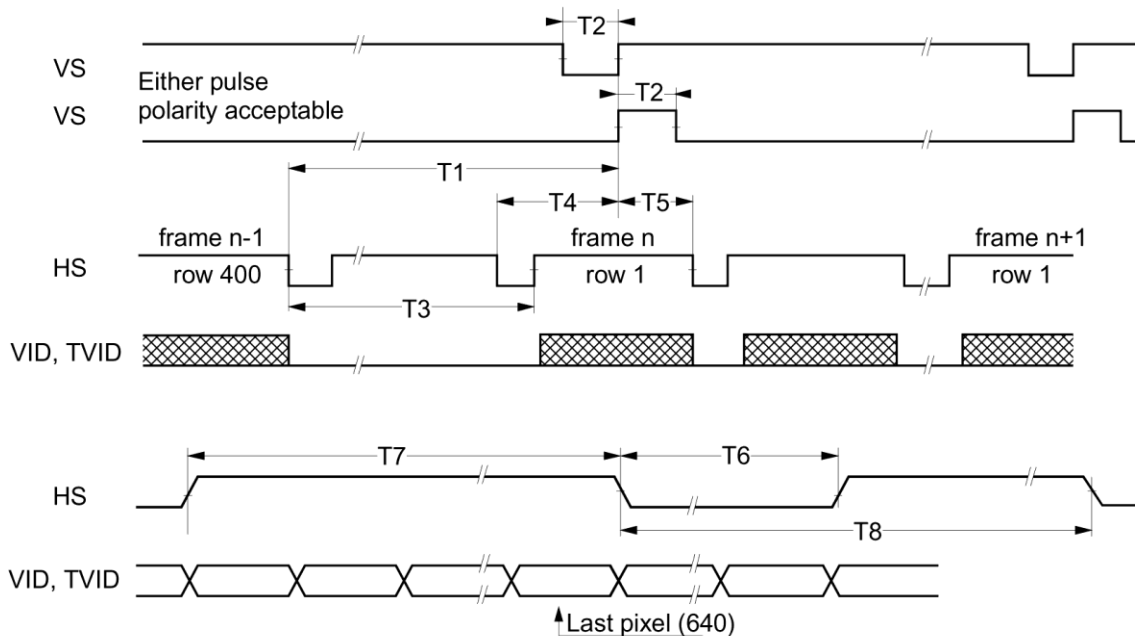 T2
VS
Either pulse
polarity acceptable
T2
VS
T1
T4
T5
frame n-1
frame n
frame n+1
HS
row 400
row 1
row 1
T3
VID, TVID
T7
T6
HS
T8
VID, TVID
Last pixel (640)